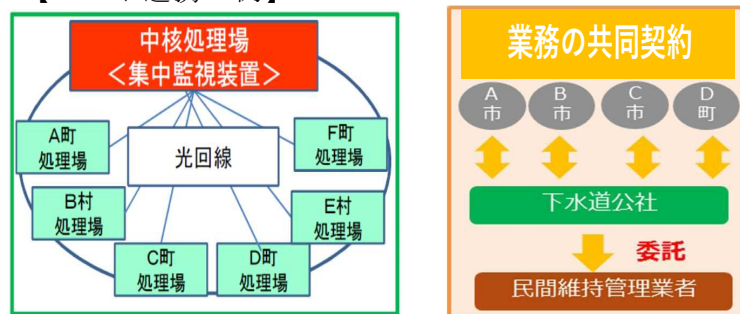 中核処理場
＜集中監視装置＞
A町
処理場
F町
処理場
光回線
B村
処理場
E村
処理場
C町
処理場
D町
処理場
業務の共同契約
A
市
B
市
C
市
D
町
下水道公社
委託
民間維持管理業者